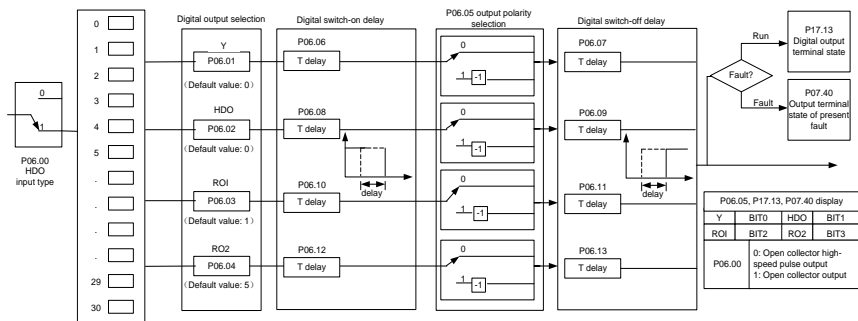 0
1
2
3
4
5
.
.
.
.
29
30
0
1
P06.00
HDO
input type
Digital output selection
Y
P06.01
(Default value: 0)
HDO
P06.02
(Default value: 0)
ROI
P06.03
(Default value: 1)
RO2
P06.04
(Default value: 5)
Digital switch-on delay
P06.06
T delay
P06.08
T delay
delay
P06.10
T delay
P06.12
T delay
P06.05 output polarity
selection
0
1
-1
0
1
-1
0
1
-1
0
1
-1
Digital switch-off delay
P06.07
T delay
P06.09
T delay
delay
P06.11
T delay
P06.13
T delay
Fault?
Run
Fault
P17.13
Digital output
terminal state
P07.40
Output terminal
state of present
fault
P06.05, P17.13, P07.40 display
Y BIT0 HDO BIT1
ROI BIT2 RO2 BIT3
P06.00
0: Open collector high-
speed pulse output
1: Open collector output